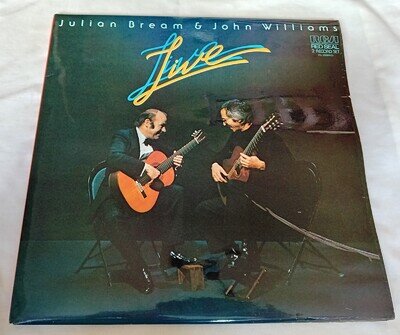 Julian Bream & John Williams
Live
RCA
RED SEAL
2 RECORD SET